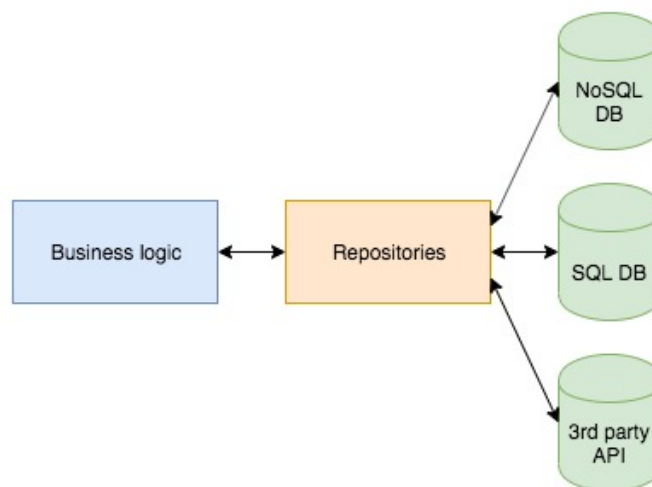 Business logic
Repositories
NoSQL
DB
SQL DB
3rd party
API